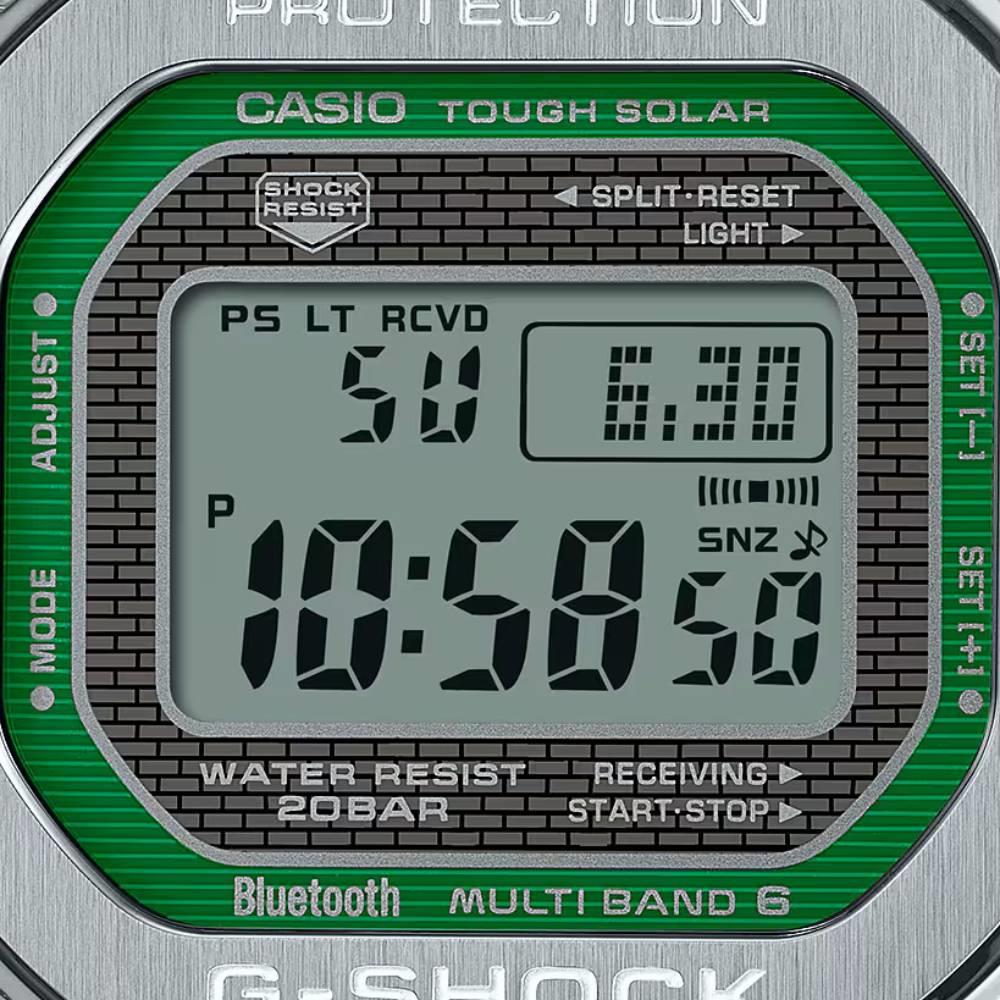 PROTECTION
CASIO TOUGH SOLAR
SHOCK
RESIST
SPLIT·RESET
LIGHT
ADJUST
MODE
SET [−]
SET [+]
PS LT RCVD
SU 6.30
P
SNZ
10:58 50
WATER RESIST
20BAR
RECEIVING
START·STOP
Bluetooth MULTI BAND 6
G-SHOCK